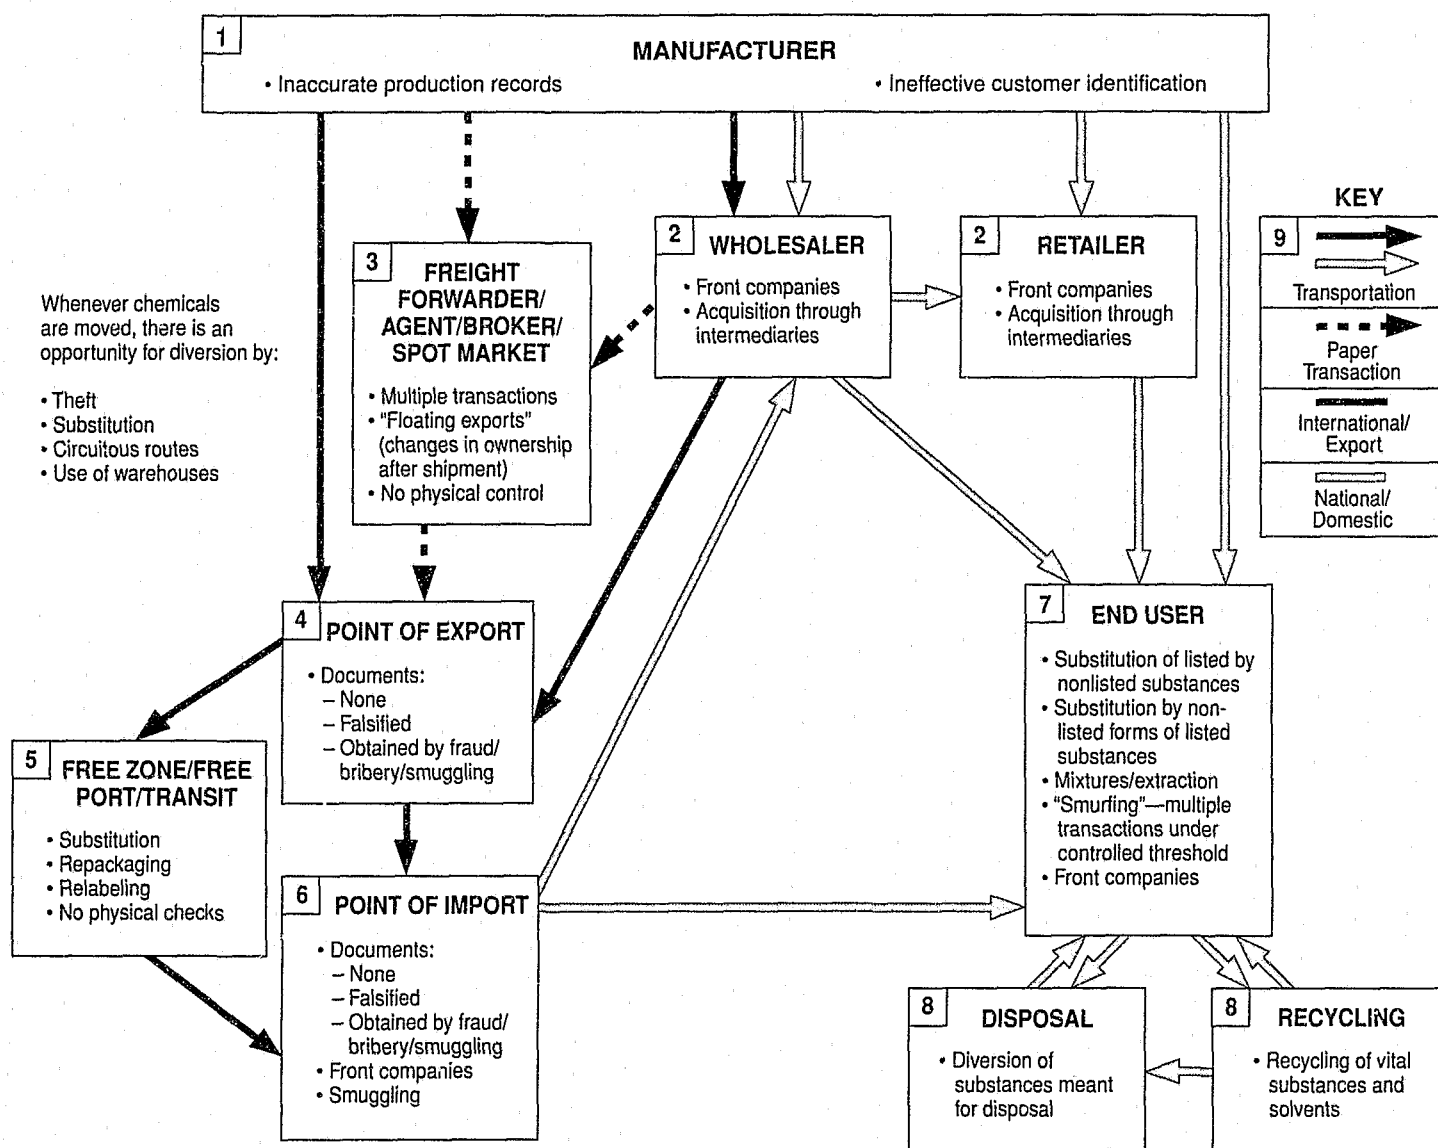 1
MANUFACTURER
• Inaccurate production records
• Ineffective customer identification
Whenever chemicals
are moved, there is an
opportunity for diversion by:
• Theft
• Substitution
• Circuitous routes
• Use of warehouses
3
FREIGHT
FORWARDER/
AGENT/BROKER/
SPOT MARKET
• Multiple transactions
• "Floating exports"
(changes in ownership
after shipment)
• No physical control
2
WHOLESALER
• Front companies
• Acquisition through
intermediaries
2
RETAILER
• Front companies
• Acquisition through
intermediaries
KEY
9
Transportation
Paper
Transaction
International/
Export
National/
Domestic
4
POINT OF EXPORT
• Documents:
– None
– Falsified
– Obtained by fraud/
bribery/smuggling
5
FREE ZONE/FREE
PORT/TRANSIT
• Substitution
• Repackaging
• Relabeling
• No physical checks
6
POINT OF IMPORT
• Documents:
– None
– Falsified
– Obtained by fraud/
bribery/smuggling
• Front companies
• Smuggling
7
END USER
• Substitution of listed by
nonlisted substances
• Substitution by non-
listed forms of listed
substances
• Mixtures/extraction
• "Smurfing"—multiple
transactions under
controlled threshold
• Front companies
8
DISPOSAL
• Diversion of
substances meant
for disposal
8
RECYCLING
• Recycling of vital
substances and
solvents